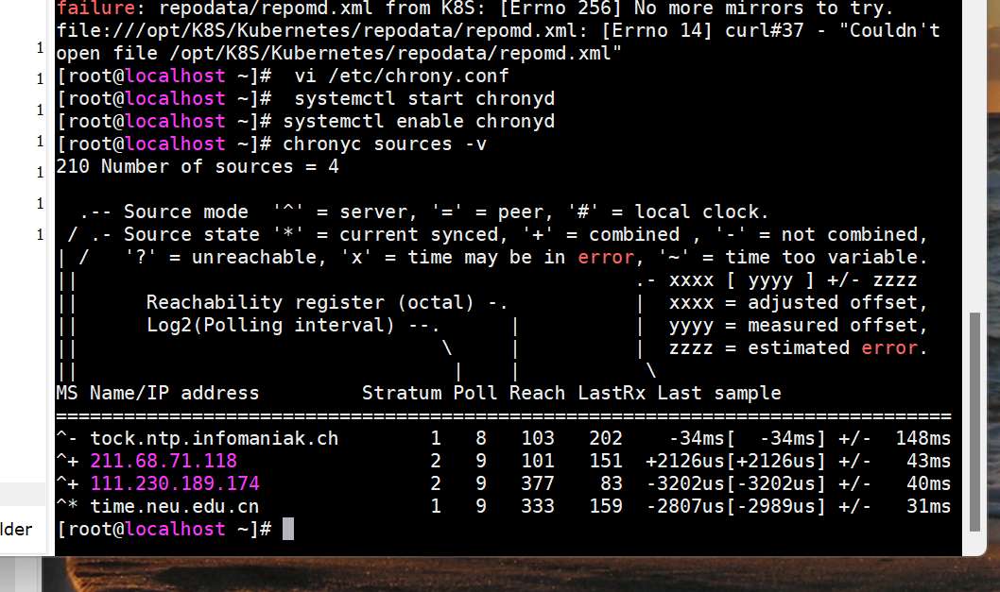 failure: repodata/repomd.xml from K8S: [Errno 256] No more mirrors to try.
file:///opt/K8S/Kubernetes/repodata/repomd.xml: [Errno 14] curl#37 - "Couldn't
open file /opt/K8S/Kubernetes/repodata/repomd.xml"
[root@localhost ~]#  vi /etc/chrony.conf
[root@localhost ~]#  systemctl start chronyd
[root@localhost ~]# systemctl enable chronyd
[root@localhost ~]# chronyc sources -v
210 Number of sources = 4
  .-- Source mode  '^' = server, '=' = peer, '#' = local clock.
 / .- Source state '*' = current synced, '+' = combined , '-' = not combined,
| /   '?' = unreachable, 'x' = time may be in error, '~' = time too variable.
||                                                 .- xxxx [ yyyy ] +/- zzzz
||      Reachability register (octal) -.           |  xxxx = adjusted offset,
||      Log2(Polling interval) --.      |          |  yyyy = measured offset,
||                                \     |          |  zzzz = estimated error.
||                                 |    |           \
MS Name/IP address         Stratum Poll Reach LastRx Last sample
===============================================================================
^- tock.ntp.infomaniak.ch        1   8   103   202    -34ms[  -34ms] +/-  148ms
^+ 211.68.71.118                 2   9   101   151  +2126us[+2126us] +/-   43ms
^+ 111.230.189.174               2   9   377    83  -3202us[-3202us] +/-   40ms
^* time.neu.edu.cn               1   9   333   159  -2807us[-2989us] +/-   31ms
[root@localhost ~]#
1
1
1
1
1
1
1
lder